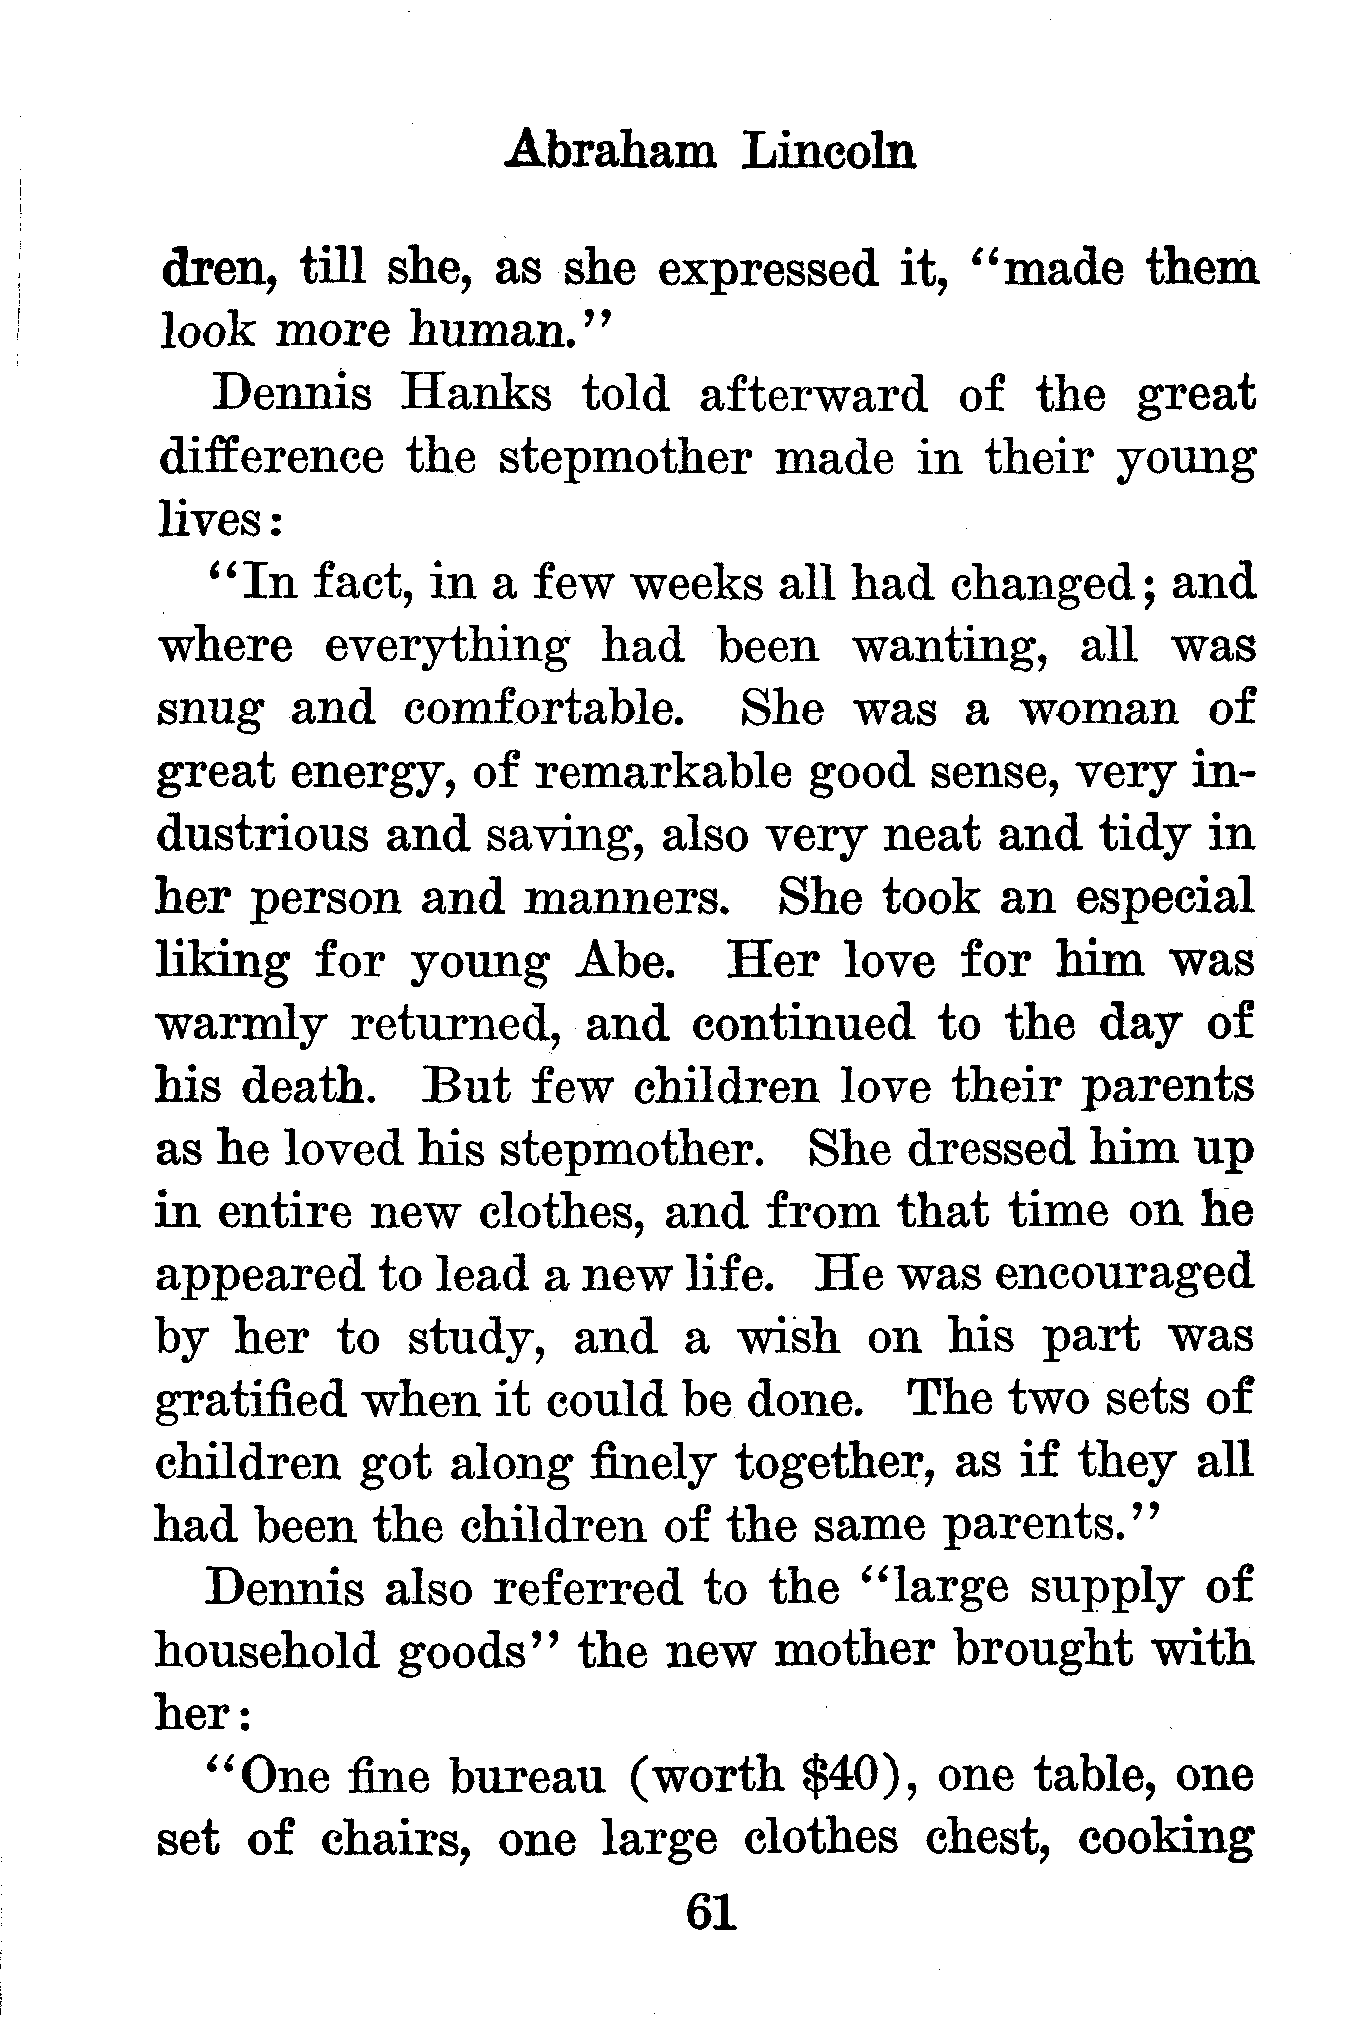 Abraham Lincoln
dren, till she, as she expressed it, "made them
look more human."
Dennis Hanks told afterward of the great
difference the stepmother made in their young
lives:
"In fact, in a few weeks all had changed; and
where everything had been wanting, all was
snug and comfortable. She was a woman of
great energy, of remarkable good sense, very in-
dustrious and saving, also very neat and tidy in
her person and manners. She took an especial
liking for young Abe. Her love for him was
warmly returned, and continued to the day of
his death. But few children love their parents
as he loved his stepmother. She dressed him up
in entire new clothes, and from that time on he
appeared to lead a new life. He was encouraged
by her to study, and a wish on his part was
gratified when it could be done. The two sets of
children got along finely together, as if they all
had been the children of the same parents."
Dennis also referred to the "large supply of
household goods" the new mother brought with
her:
"One fine bureau (worth $40), one table, one
set of chairs, one large clothes chest, cooking
61